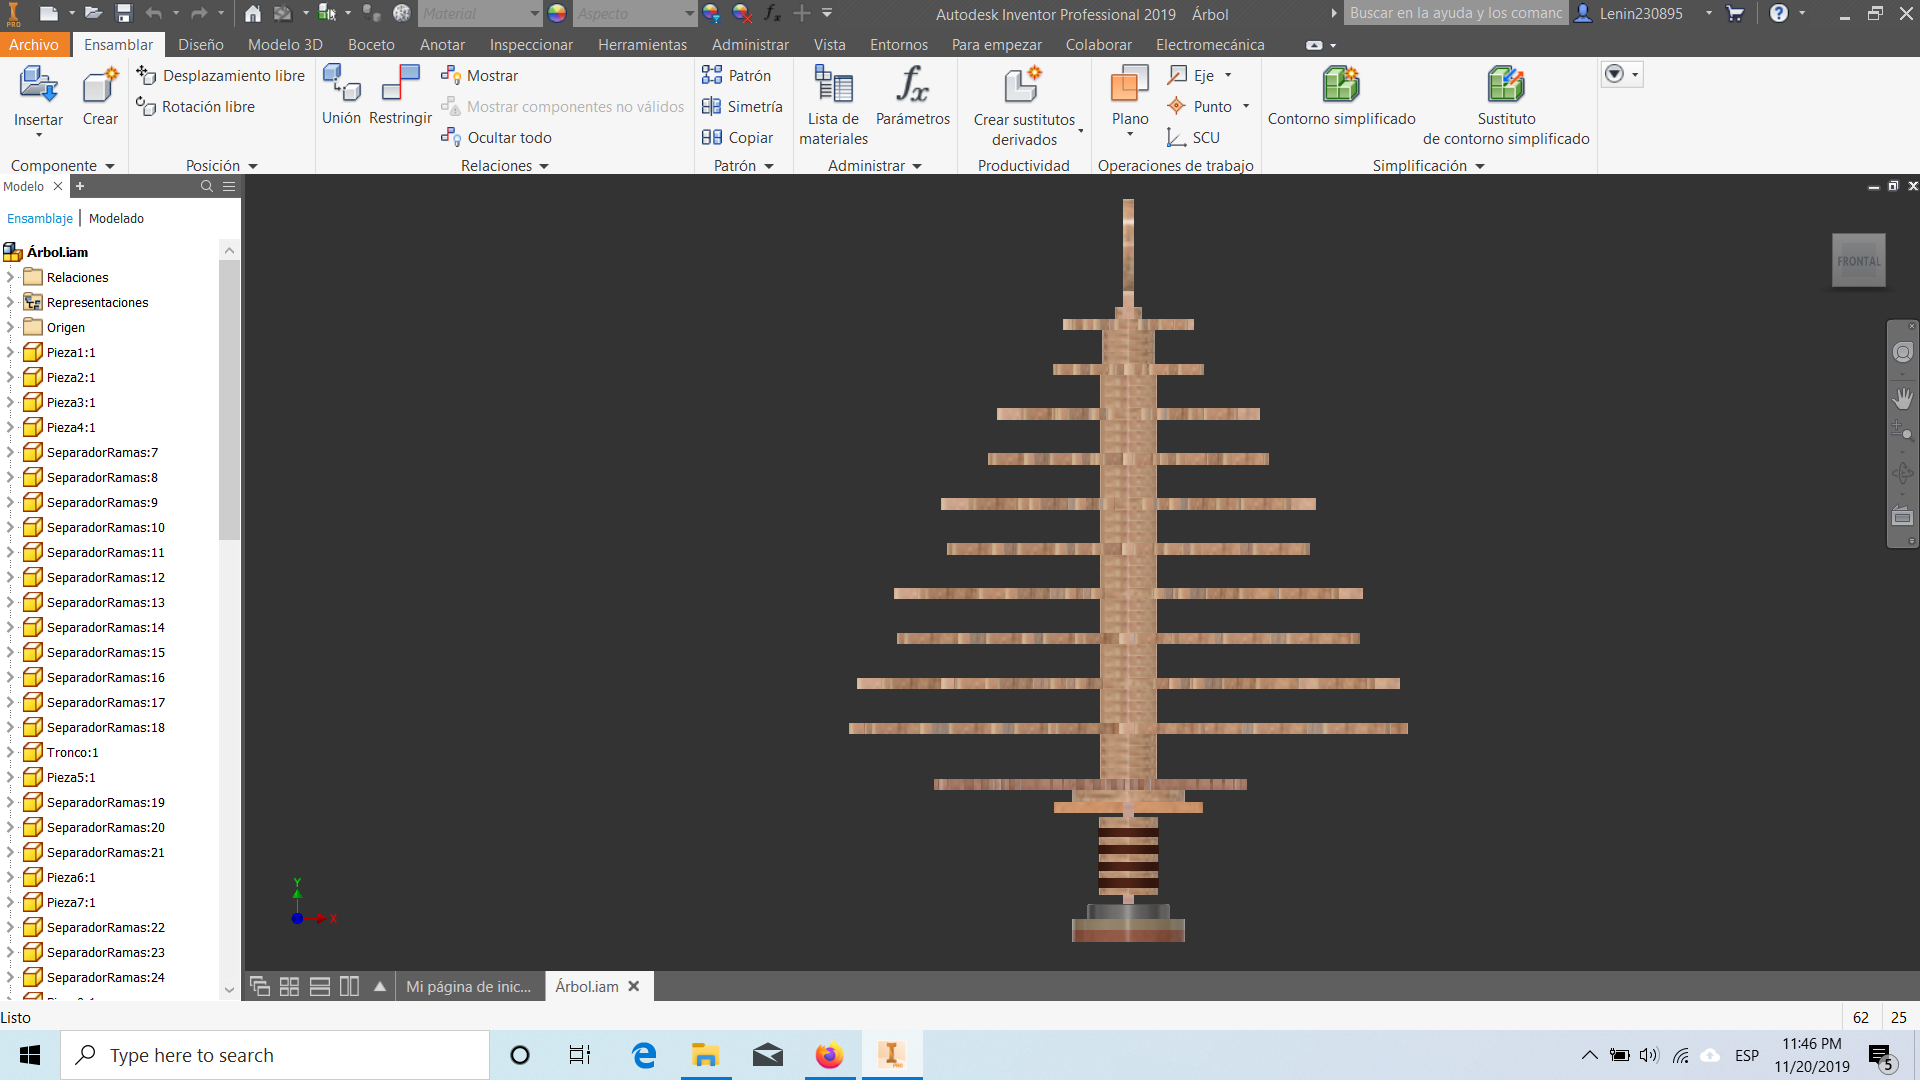 PRO
Material
Aspecto
Autodesk Inventor Professional 2019 Árbol
Buscar en la ayuda y los comanc
Lenin230895
Archivo Ensamblar Diseño Modelo 3D Boceto Anotar Inspeccionar Herramientas Administrar Vista Entornos Para empezar Colaborar Electromecánica
Insertar
Crear
Desplazamiento libre
Rotación libre
Unión
Restringir
Mostrar
Mostrar componentes no válidos
Ocultar todo
Patrón
Simetría
Copiar
Lista de
materiales
Parámetros
Crear sustitutos
derivados
Plano
Eje
Punto
SCU
Contorno simplificado
Sustituto
de contorno simplificado
Componente Posición Relaciones Patrón Administrar Productividad Operaciones de trabajo Simplificación
Modelo
Ensamblaje | Modelado
Árbol.iam
Relaciones
Representaciones
Origen
Pieza1:1
Pieza2:1
Pieza3:1
Pieza4:1
SeparadorRamas:7
SeparadorRamas:8
SeparadorRamas:9
SeparadorRamas:10
SeparadorRamas:11
SeparadorRamas:12
SeparadorRamas:13
SeparadorRamas:14
SeparadorRamas:15
SeparadorRamas:16
SeparadorRamas:17
SeparadorRamas:18
Tronco:1
Pieza5:1
SeparadorRamas:19
SeparadorRamas:20
SeparadorRamas:21
Pieza6:1
Pieza7:1
SeparadorRamas:22
SeparadorRamas:23
SeparadorRamas:24
FRONTAL
Y
X
Mi página de inic...
Árbol.iam
Listo
62 25
Type here to search
ESP
11:46 PM
11/20/2019
5